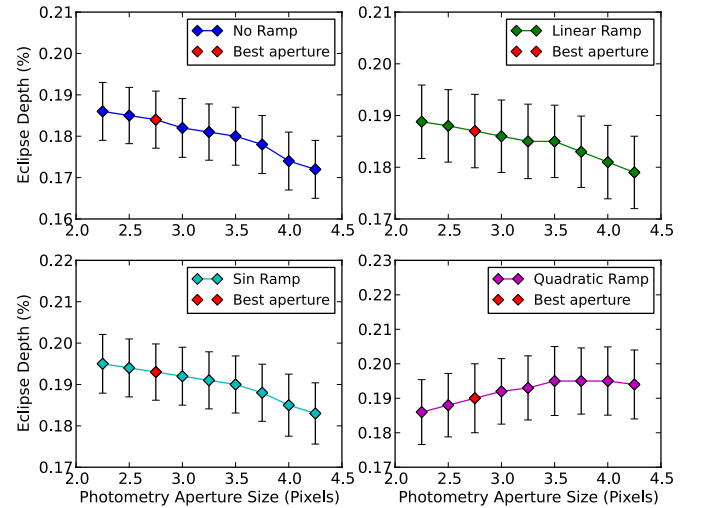 Eclipse Depth (%)
0.21
0.20
0.19
0.18
0.17
0.16
2.0 2.5 3.0 3.5 4.0 4.5
No Ramp
Best aperture
0.21
0.20
0.19
0.18
0.17
2.0 2.5 3.0 3.5 4.0 4.5
Linear Ramp
Best aperture
Eclipse Depth (%)
0.22
0.21
0.20
0.19
0.18
0.17
2.0 2.5 3.0 3.5 4.0 4.5
Photometry Aperture Size (Pixels)
Sin Ramp
Best aperture
0.23
0.22
0.21
0.20
0.19
0.18
0.17
2.0 2.5 3.0 3.5 4.0 4.5
Photometry Aperture Size (Pixels)
Quadratic Ramp
Best aperture